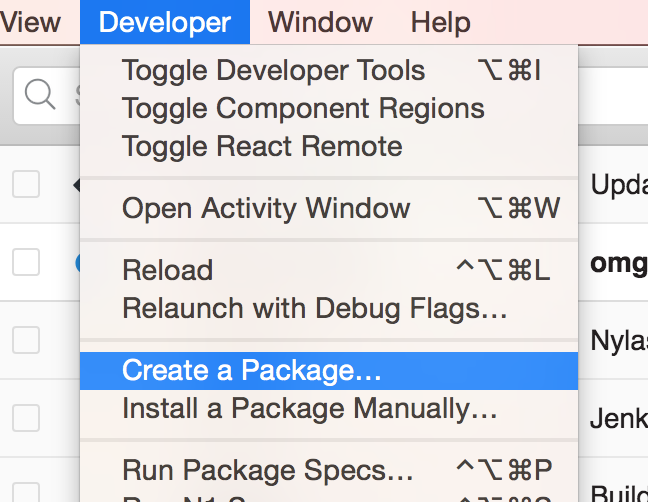 View Developer Window Help
Toggle Developer Tools ⌥⌘I
Toggle Component Regions
Toggle React Remote
Open Activity Window ⌥⌘W
Upda
Reload ^⌥⌘L
omg
Relaunch with Debug Flags...
Nylas
Create a Package...
Install a Package Manually...
Jenk
Run Package Specs... ^⌥⌘P
Build